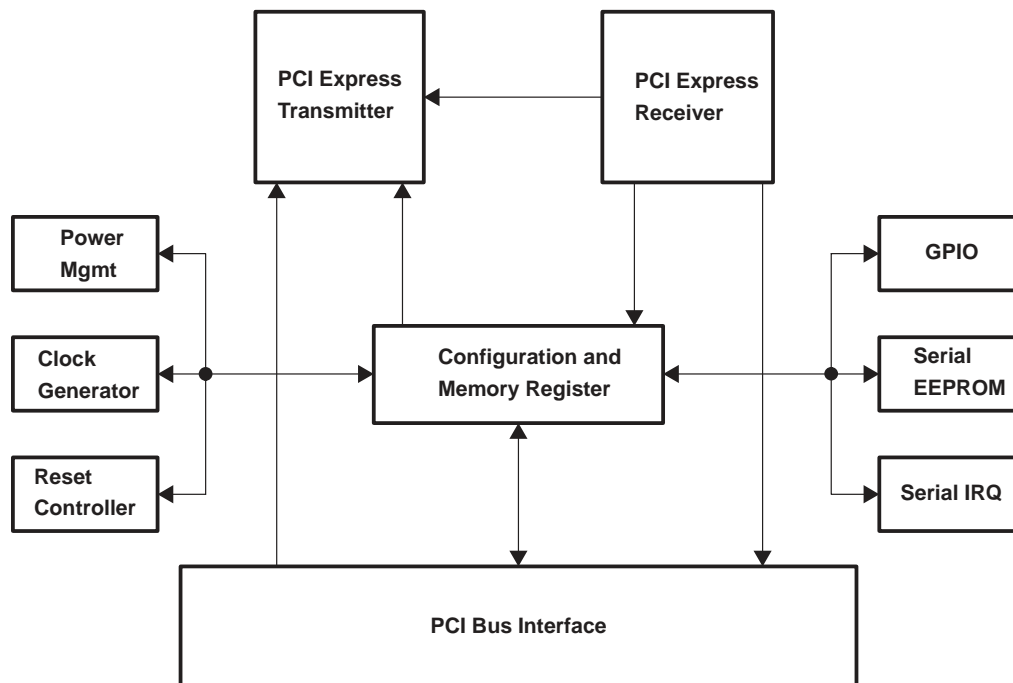 PCI Express
Transmitter
PCI Express
Receiver
Power
Mgmt
GPIO
Clock
Generator
Configuration and
Memory Register
Serial
EEPROM
Reset
Controller
Serial IRQ
PCI Bus Interface